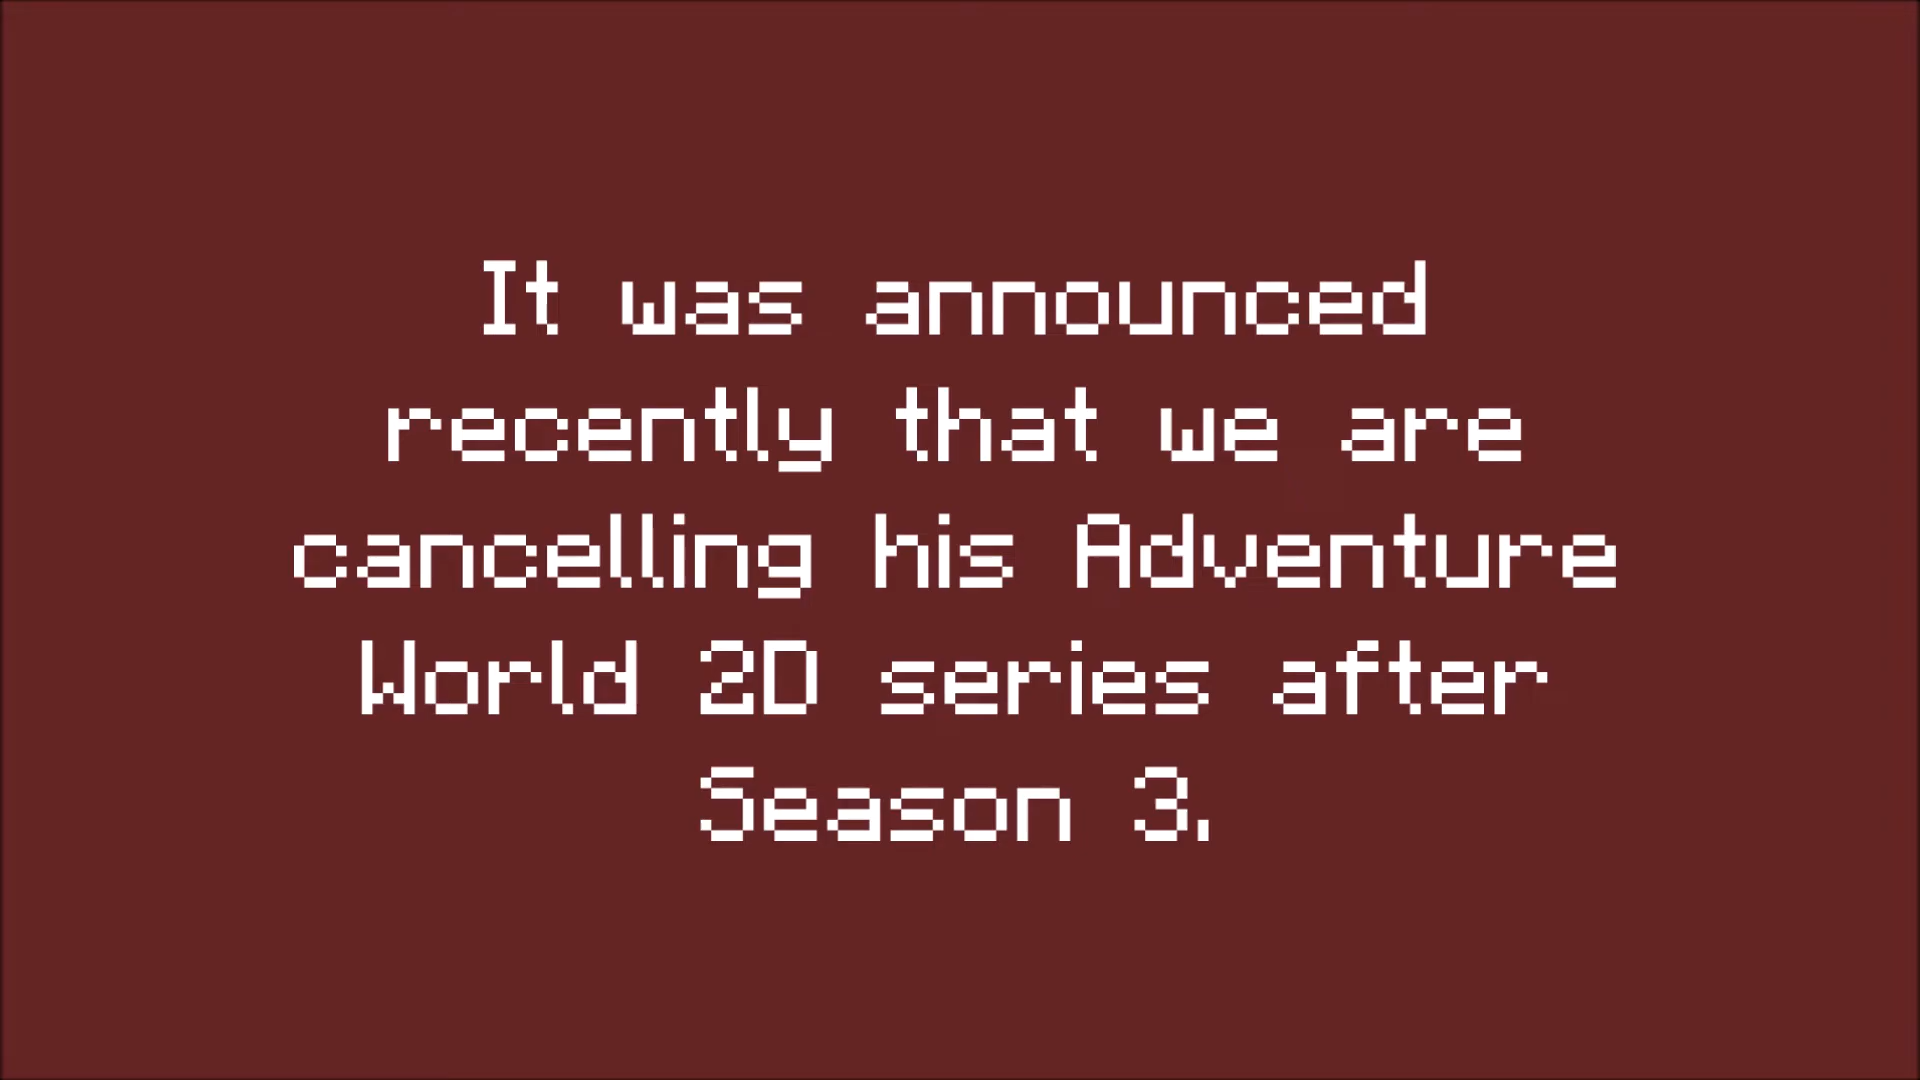 It was announced
recently that we are
cancelling his Adventure
World 2D series after
Season 3.